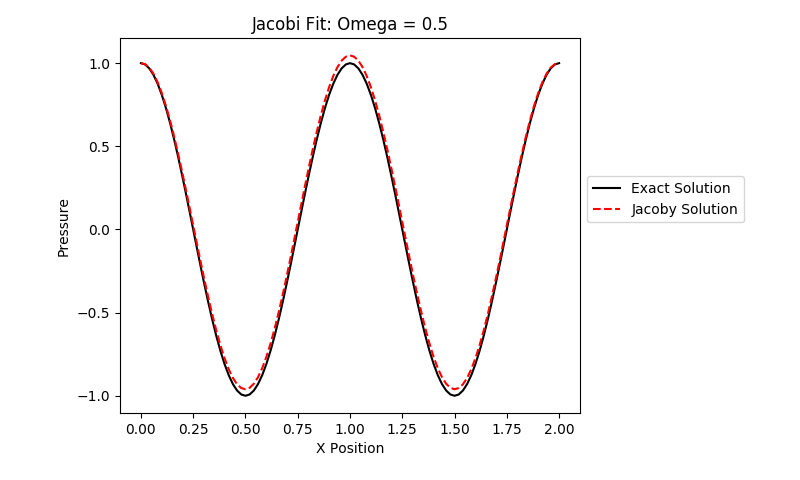 Jacobi Fit: Omega = 0.5
Pressure
1.0
0.5
0.0
−0.5
−1.0
0.00 0.25 0.50 0.75 1.00 1.25 1.50 1.75 2.00
X Position
Exact Solution
Jacoby Solution